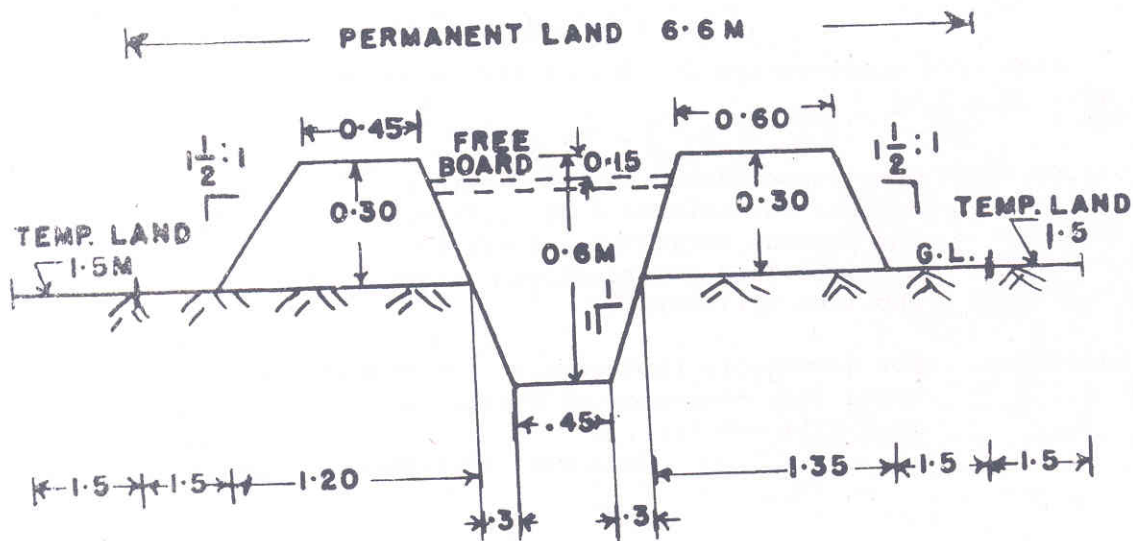 PERMANENT LAND 6.6 M
0.45
0.60
FREE
BOARD
0.15
1 1/2 : 1
1 1/2 : 1
0.30
0.30
TEMP. LAND
1.5 M
0.6 M
TEMP. LAND
1.5
G.L.
1
1
.45
1.5
1.5
1.20
1.35
1.5
1.5
.3
.3